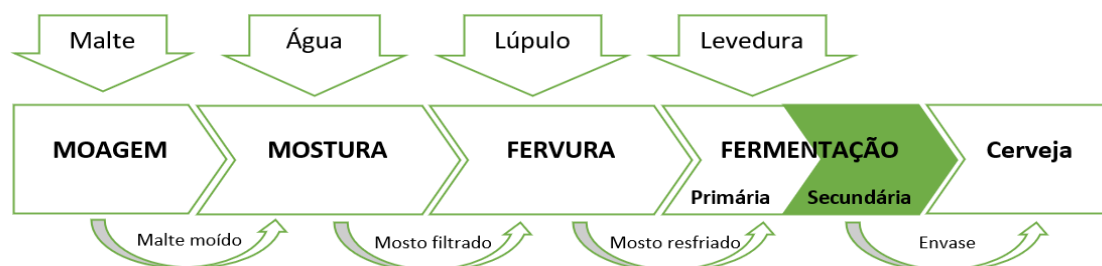 Malte
Água
Lúpulo
Levedura
MOAGEM
MOSTURA
FERVURA
FERMENTAÇÃO
Cerveja
Primária
Secundária
Malte moído
Mosto filtrado
Mosto resfriado
Envase